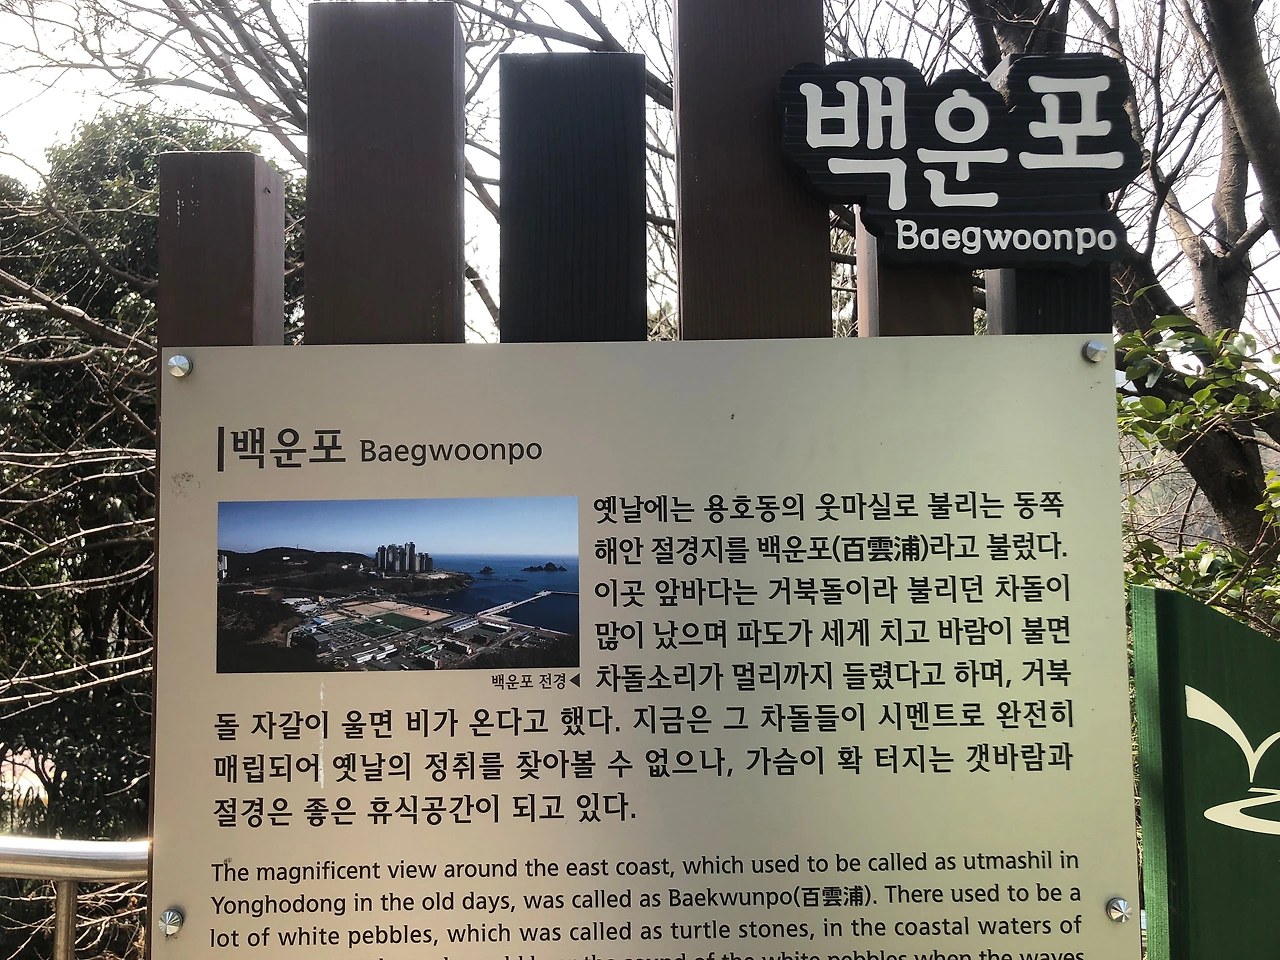 백운포
Baegwoonpo
백운포 Baegwoonpo
옛날에는 용호동의 웃마실로 불리는 동쪽
해안 절경지를 백운포(百雲浦)라고 불렀다.
이곳 앞바다는 거북돌이라 불리던 차돌이
많이 났으며 파도가 세게 치고 바람이 불면
차돌소리가 멀리까지 들렸다고 하며, 거북
백운포 전경◀
돌 자갈이 울면 비가 온다고 했다. 지금은 그 차돌들이 시멘트로 완전히
매립되어 옛날의 정취를 찾아볼 수 없으나, 가슴이 확 터지는 갯바람과
절경은 좋은 휴식공간이 되고 있다.
The magnificent view around the east coast, which used to be called as utmashil in
Yonghodong in the old days, was called as Baekwunpo(百雲浦). There used to be a
lot of white pebbles, which was called as turtle stones, in the coastal waters of
the sound of the white pebbles when the waves